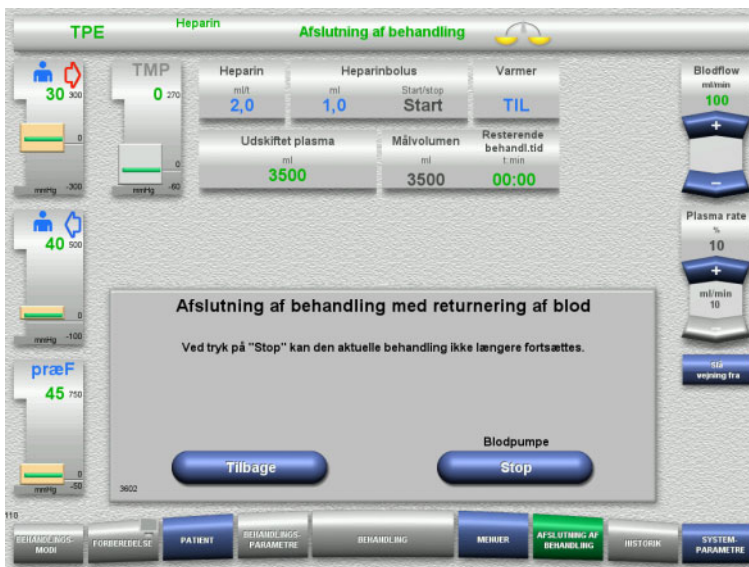 TPE
Heparin
Afslutning af behandling
30
300
0
mmHg
-300
TMP
0
270
0
mmHg
-60
Heparin
ml/t
2,0
Heparinbolus
ml
Start/stop
1,0
Start
Varmer
TIL
Udskiftet plasma
ml
3500
Målvolumen
ml
3500
Resterende
behandl.tid
t:min
00:00
Blodflow
ml/min
100
+
–
40
500
0
mmHg
-100
Plasma rate
%
10
+
ml/min
10
–
Slå
vejning fra
præF
45
750
0
mmHg
-50
Afslutning af behandling med returnering af blod
Ved tryk på "Stop" kan den aktuelle behandling ikke længere fortsættes.
Blodpumpe
Tilbage
Stop
3602
110
BEHANDLINGS-
MODI
FORBEREDELSE
PATIENT
BEHANDLINGS-
PARAMETRE
BEHANDLING
MENUER
AFSLUTNING AF
BEHANDLING
HISTORIK
SYSTEM-
PARAMETRE